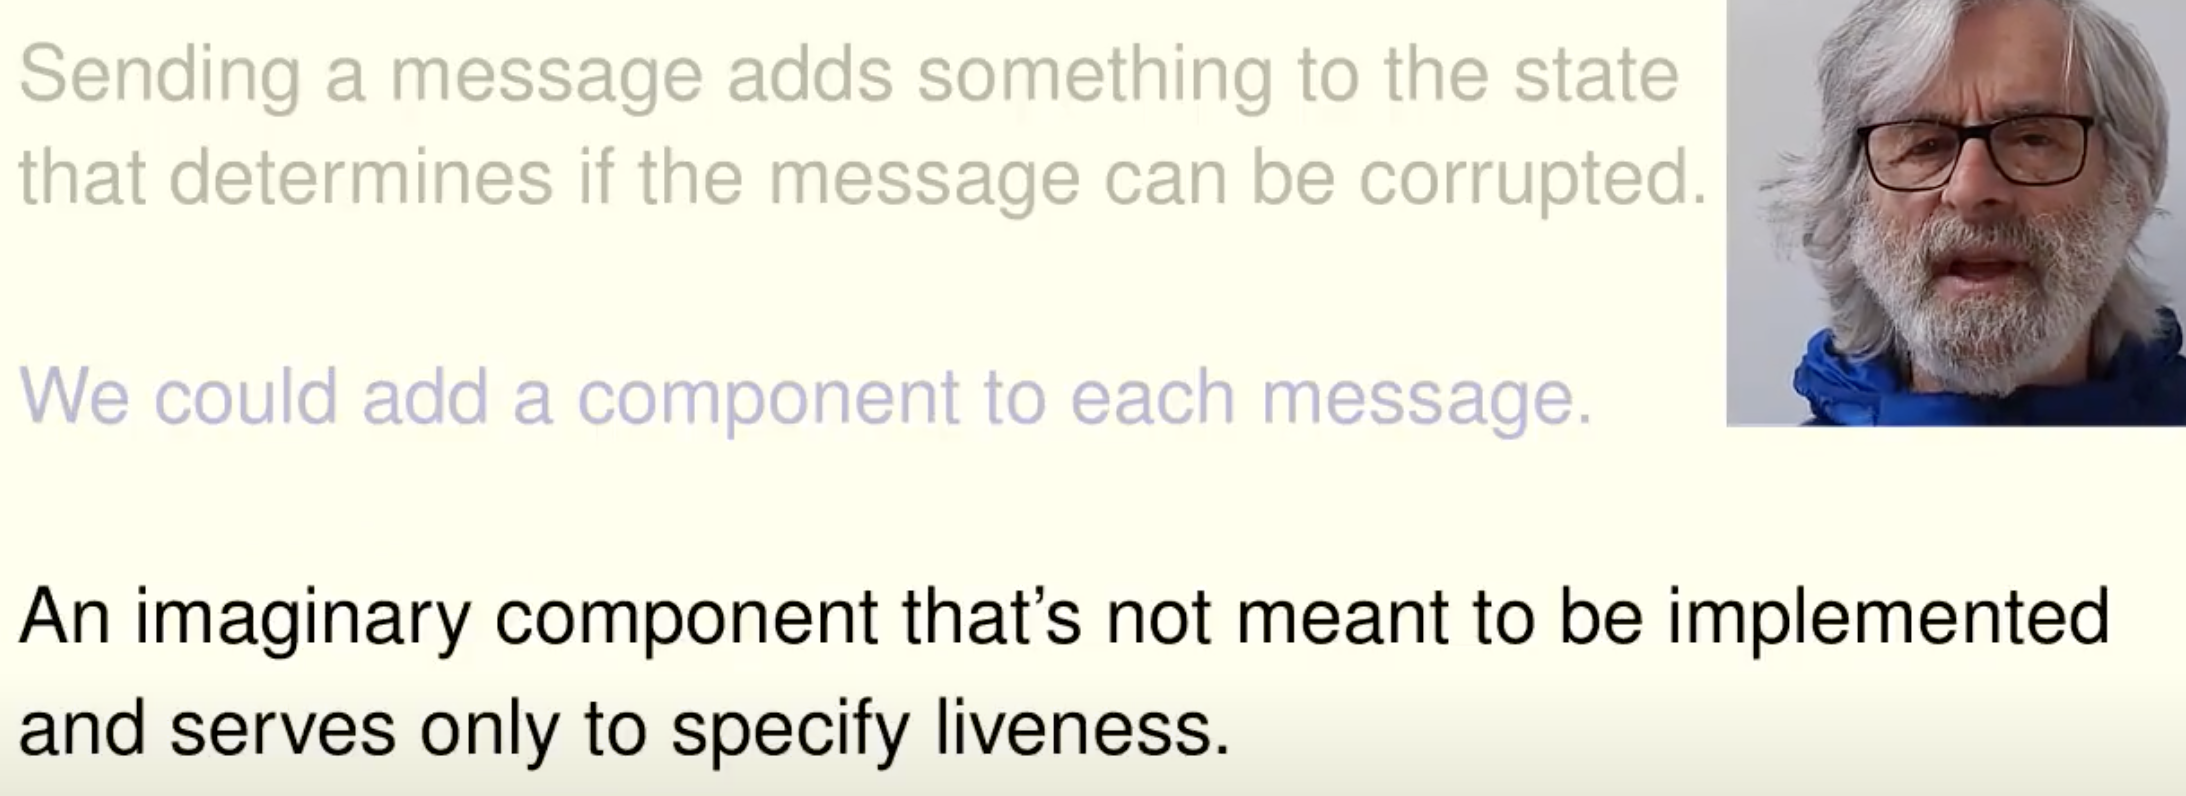 Sending a message adds something to the state
that determines if the message can be corrupted.
We could add a component to each message.
An imaginary component that’s not meant to be implemented
and serves only to specify liveness.